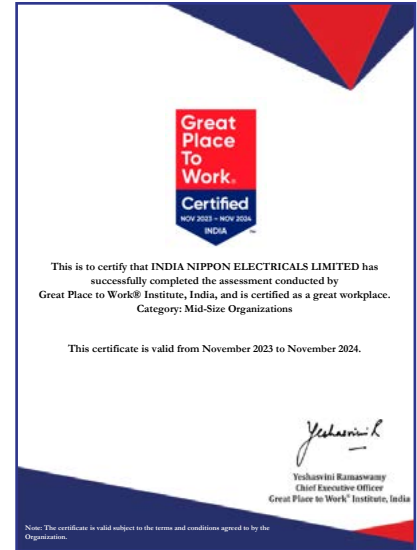 Great
Place
To
Work®
Certified
NOV 2023 – NOV 2024
INDIA
™
This is to certify that INDIA NIPPON ELECTRICALS LIMITED has
successfully completed the assessment conducted by
Great Place to Work® Institute, India, and is certified as a great workplace.
Category: Mid-Size Organizations
This certificate is valid from November 2023 to November 2024.
Yeshaswini R
Yeshaswini Ramaswamy
Chief Executive Officer
Great Place to Work® Institute, India
Note: The certificate is valid subject to the terms and conditions agreed to by the
Organization.